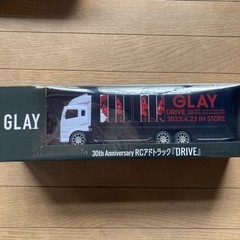 GLAY
GLAY
DRIVE
2025.4.23 IN STORE
30th Anniversary RCアドトラック『DRIVE』